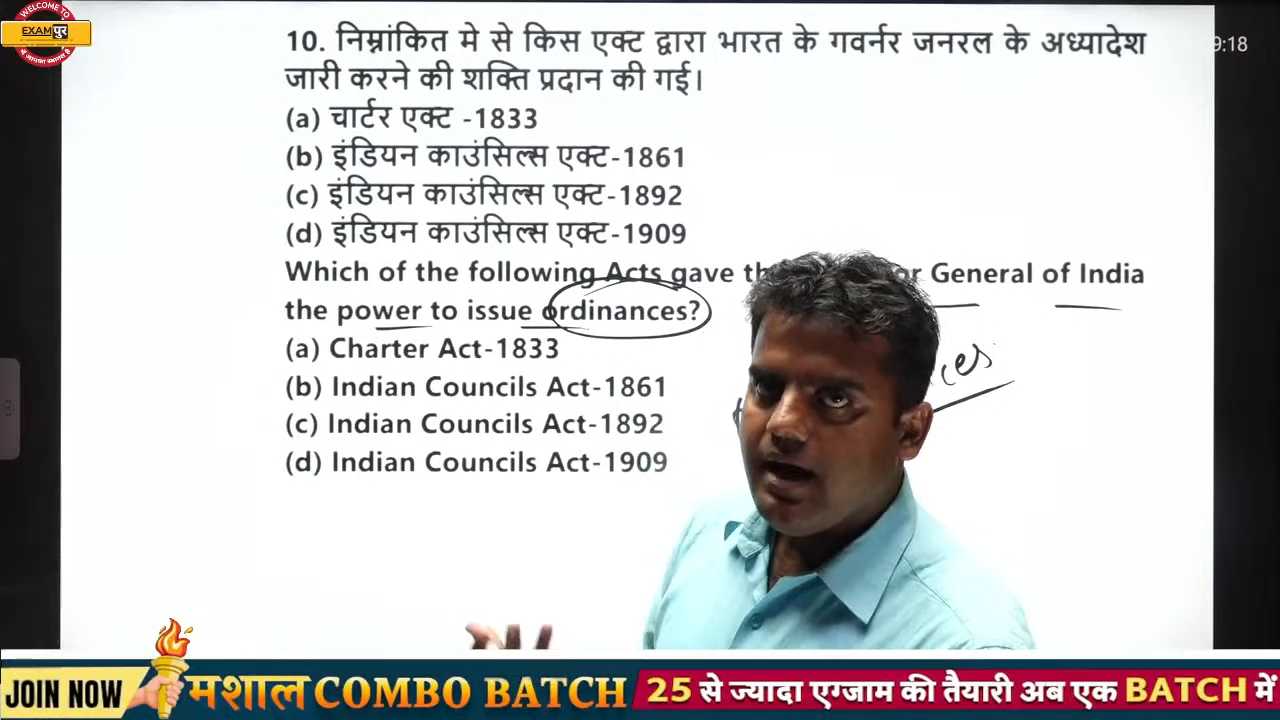 WELCOME TO
EXAMपुर
9:18
10. निम्नांकित मे से किस एक्ट द्वारा भारत के गवर्नर जनरल के अध्यादेश
जारी करने की शक्ति प्रदान की गई।
(a) चार्टर एक्ट -1833
(b) इंडियन काउंसिल्स एक्ट-1861
(c) इंडियन काउंसिल्स एक्ट-1892
(d) इंडियन काउंसिल्स एक्ट-1909
Which of the following Acts gave General of India
the power to issue ordinances?
(a) Charter Act-1833
(b) Indian Councils Act-1861
(c) Indian Councils Act-1892
(d) Indian Councils Act-1909
JOIN NOW मशाल COMBO BATCH 25 से ज्यादा एग्जाम की तैयारी अब एक BATCH में